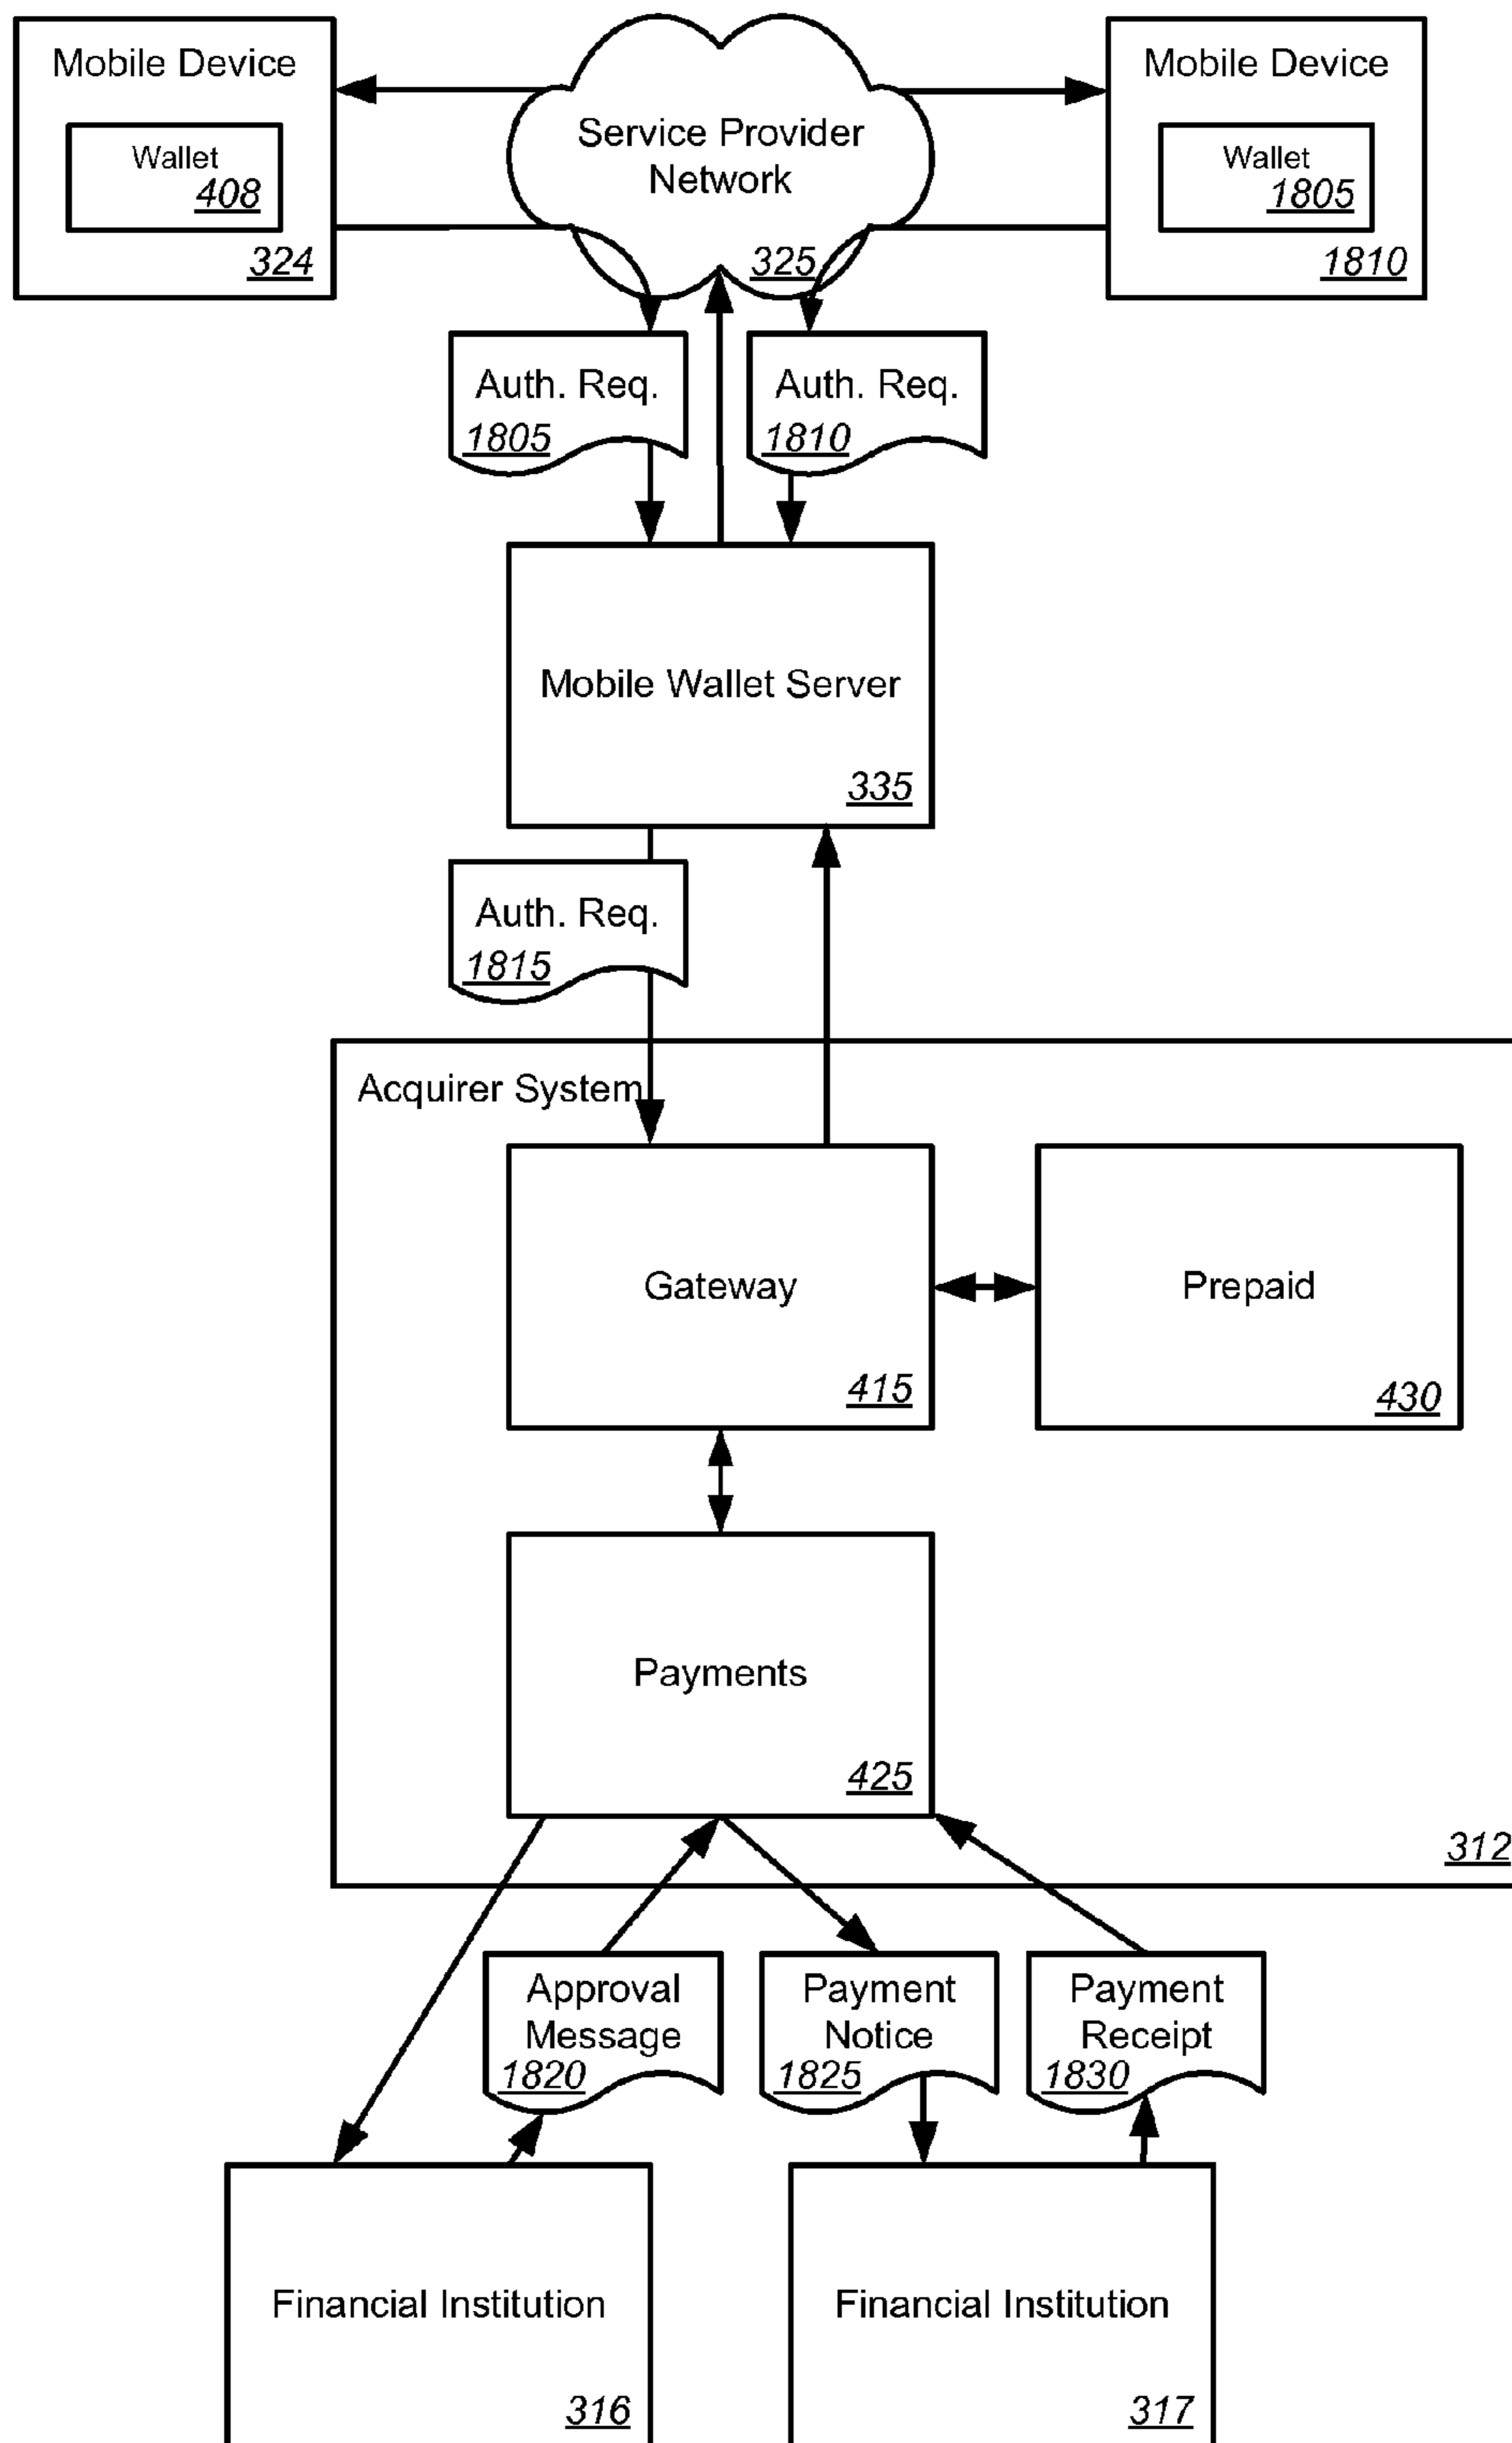 Mobile Device
Wallet
408
324
Service Provider
Network
325
Mobile Device
Wallet
1805
1810
Auth. Req.
1805
Auth. Req.
1810
Mobile Wallet Server
335
Auth. Req.
1815
Acquirer System
Gateway
415
Prepaid
430
Payments
425
312
Approval
Message
1820
Payment
Notice
1825
Payment
Receipt
1830
Financial Institution
316
Financial Institution
317